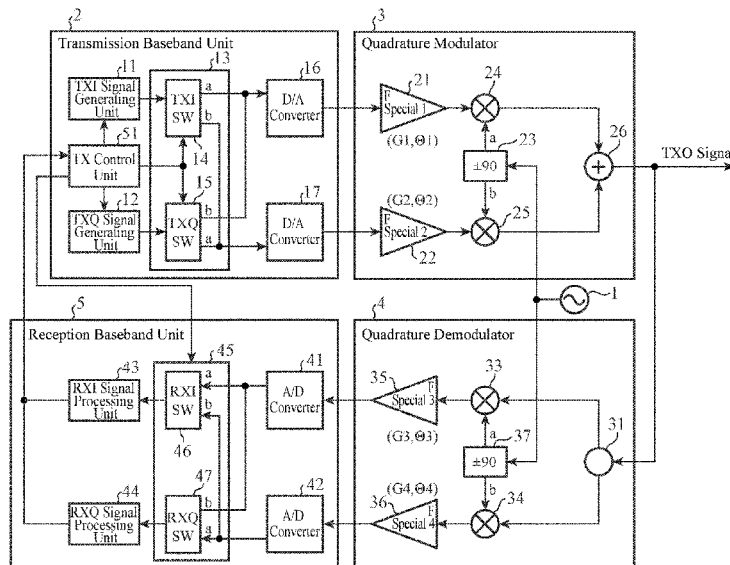 2
Transmission Baseband Unit
11
TXI Signal
Generating
Unit
13
TXI
SW
a
b
14
16
D/A
Converter
51
TX Control
Unit
12
TXQ Signal
Generating
Unit
15
TXQ
SW
b
a
17
D/A
Converter
3
Quadrature Modulator
21
F
Special 1
(G1,Θ1)
24
a
23
±90
b
26
TXO Signal
(G2,Θ2)
F
Special 2
22
25
1
5
Reception Baseband Unit
43
RXI Signal
Processing
Unit
45
RXI
SW
a
b
46
41
A/D
Converter
44
RXQ Signal
Processing
Unit
47
RXQ
SW
b
a
42
A/D
Converter
4
Quadrature Demodulator
35
F
Special 3
(G3,Θ3)
33
a
37
±90
b
31
(G4,Θ4)
36
F
Special 4
34